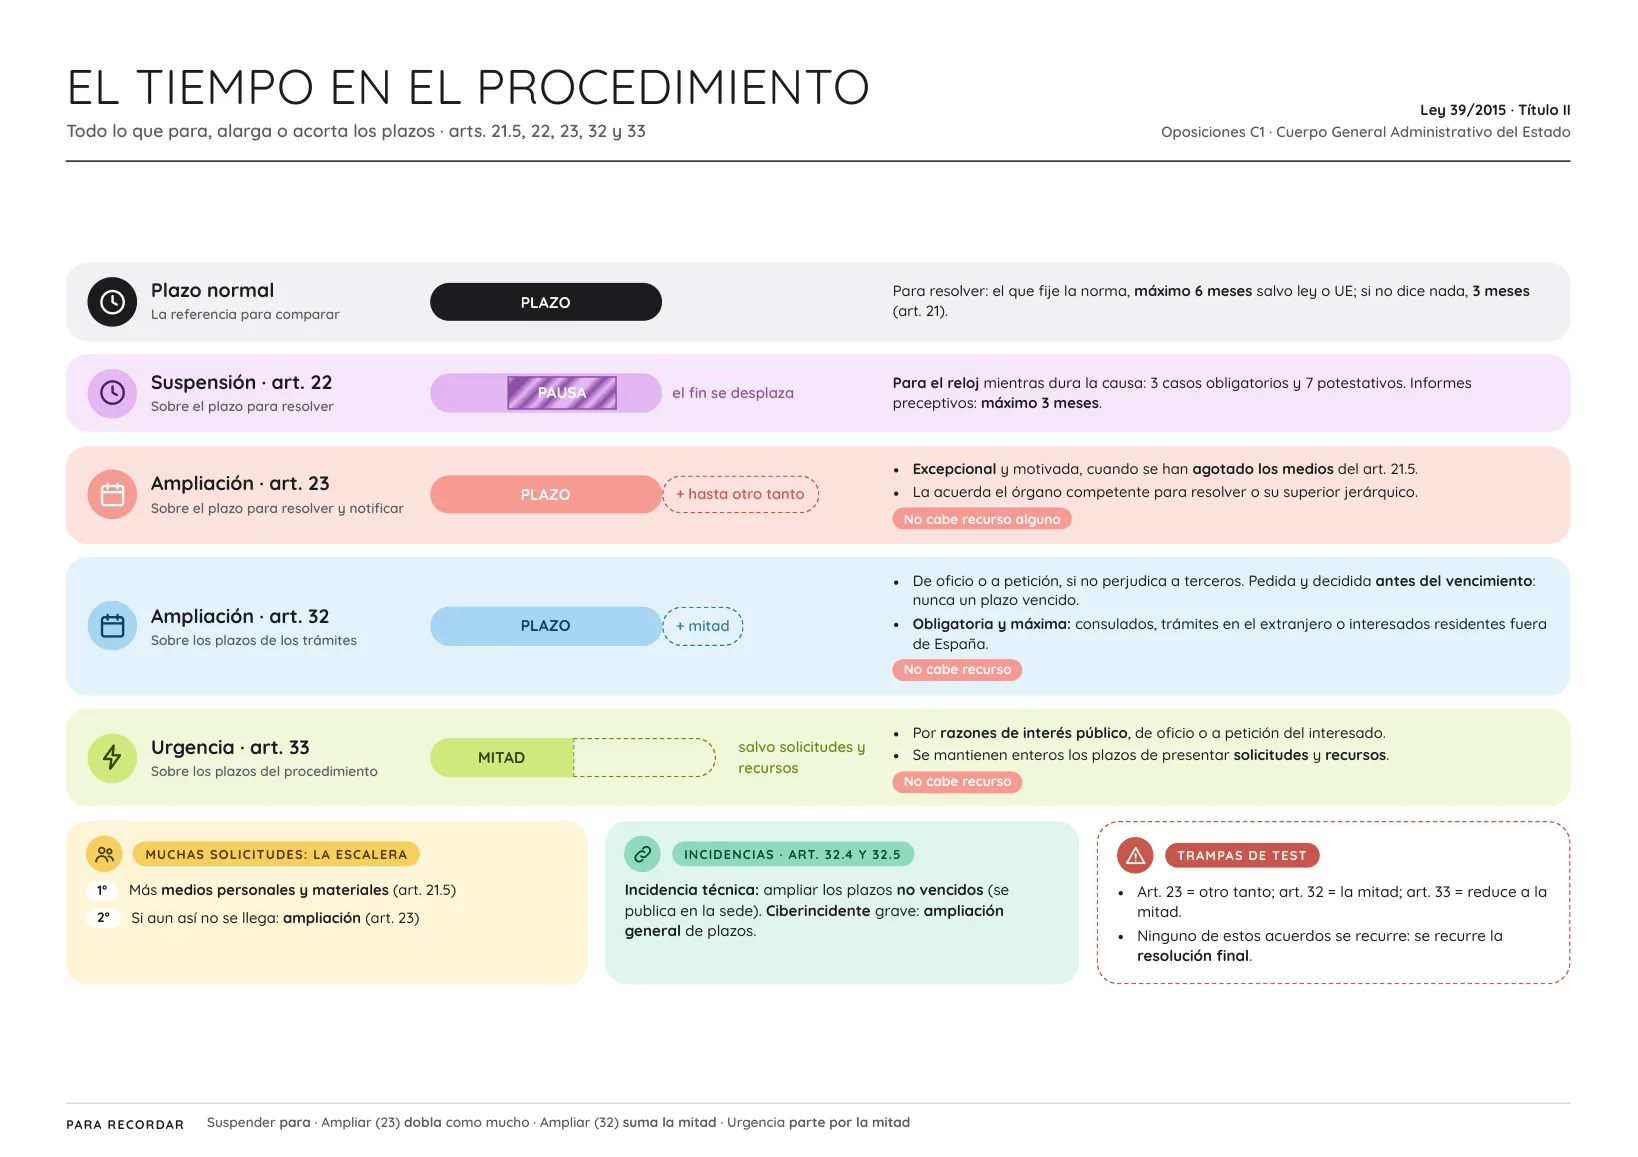 EL TIEMPO EN EL PROCEDIMIENTO
Todo lo que para, alarga o acorta los plazos · arts. 21.5, 22, 23, 32 y 33
Ley 39/2015 · Título II
Oposiciones C1 · Cuerpo General Administrativo del Estado
Plazo normal
La referencia para comparar
PLAZO
Para resolver: el que fije la norma, máximo 6 meses salvo ley o UE; si no dice nada, 3 meses
(art. 21).
Suspensión · art. 22
Sobre el plazo para resolver
PAUSA
el fin se desplaza
Para el reloj mientras dura la causa: 3 casos obligatorios y 7 potestativos. Informes
preceptivos: máximo 3 meses.
Ampliación · art. 23
Sobre el plazo para resolver y notificar
PLAZO
+ hasta otro tanto
• Excepcional y motivada, cuando se han agotado los medios del art. 21.5.
• La acuerda el órgano competente para resolver o su superior jerárquico.
No cabe recurso alguno
Ampliación · art. 32
Sobre los plazos de los trámites
PLAZO
+ mitad
• De oficio o a petición, si no perjudica a terceros. Pedida y decidida antes del vencimiento:
nunca un plazo vencido.
• Obligatoria y máxima: consulados, trámites en el extranjero o interesados residentes fuera
de España.
No cabe recurso
Urgencia · art. 33
Sobre los plazos del procedimiento
MITAD
salvo solicitudes y
recursos
• Por razones de interés público, de oficio o a petición del interesado.
• Se mantienen enteros los plazos de presentar solicitudes y recursos.
No cabe recurso
MUCHAS SOLICITUDES: LA ESCALERA
1º Más medios personales y materiales (art. 21.5)
2º Si aun así no se llega: ampliación (art. 23)
INCIDENCIAS · ART. 32.4 Y 32.5
Incidencia técnica: ampliar los plazos no vencidos (se
publica en la sede). Ciberincidente grave: ampliación
general de plazos.
TRAMPAS DE TEST
• Art. 23 = otro tanto; art. 32 = la mitad; art. 33 = reduce a la
mitad.
• Ninguno de estos acuerdos se recurre: se recurre la
resolución final.
PARA RECORDAR
Suspender para · Ampliar (23) dobla como mucho · Ampliar (32) suma la mitad · Urgencia parte por la mitad